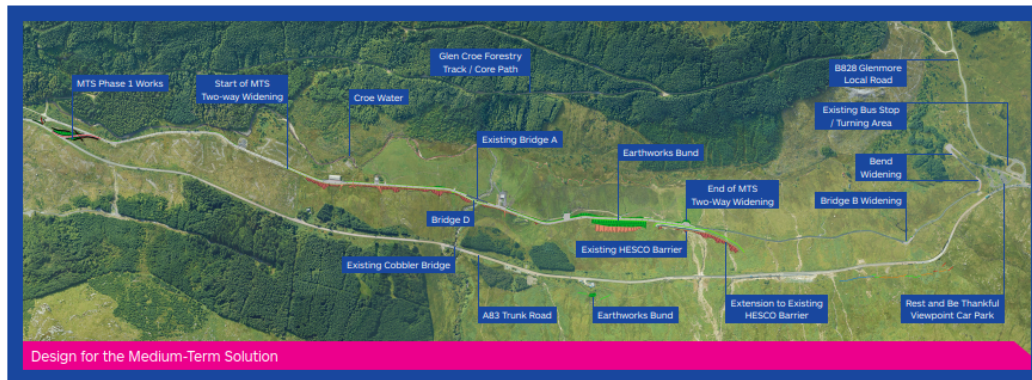 Glen Croe Forestry
Track / Core Path
B828 Glenmore
Local Road
MTS Phase 1 Works
Start of MTS
Two-way Widening
Croe Water
Existing Bus Stop
/ Turning Area
Existing Bridge A
Earthworks Bund
Bend
Widening
End of MTS
Two-Way Widening
Bridge B Widening
Bridge D
Existing HESCO Barrier
Existing Cobbler Bridge
A83 Trunk Road
Earthworks Bund
Extension to Existing
HESCO Barrier
Rest and Be Thankful
Viewpoint Car Park
Design for the Medium-Term Solution